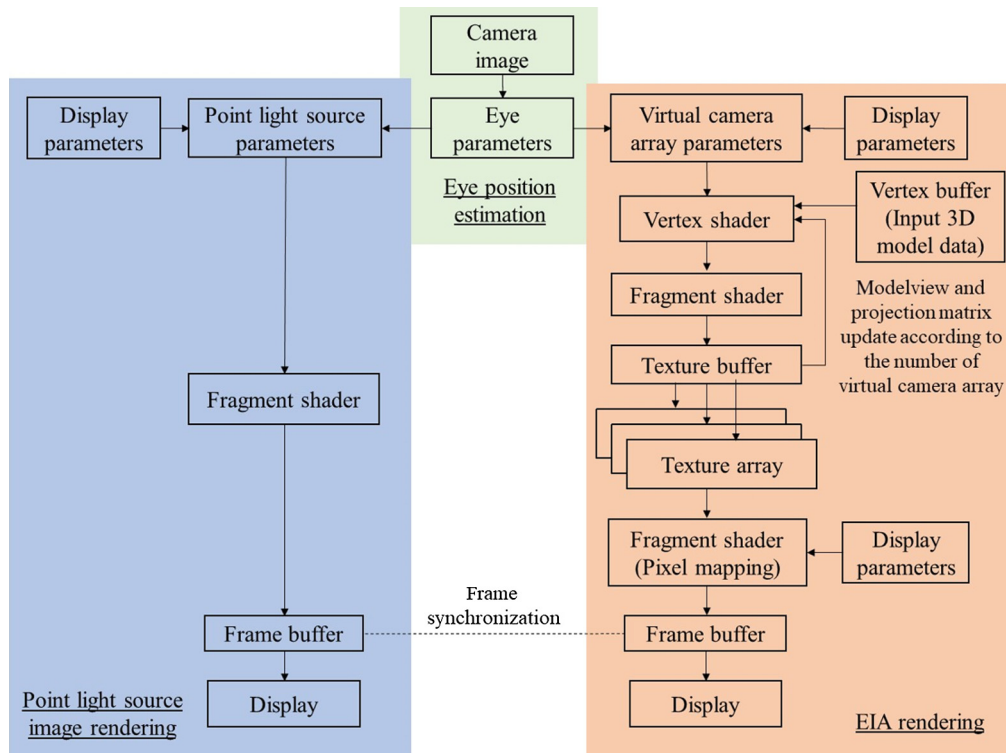 Camera
image
Eye
parameters
Eye position
estimation
Display
parameters
Point light source
parameters
Fragment shader
Frame buffer
Display
Point light source
image rendering
Frame
synchronization
Virtual camera
array parameters
Display
parameters
Vertex shader
Vertex buffer
(Input 3D
model data)
Fragment shader
Modelview and
projection matrix
update according to
the number of
virtual camera array
Texture buffer
Texture array
Fragment shader
(Pixel mapping)
Display
parameters
Frame buffer
Display
EIA rendering